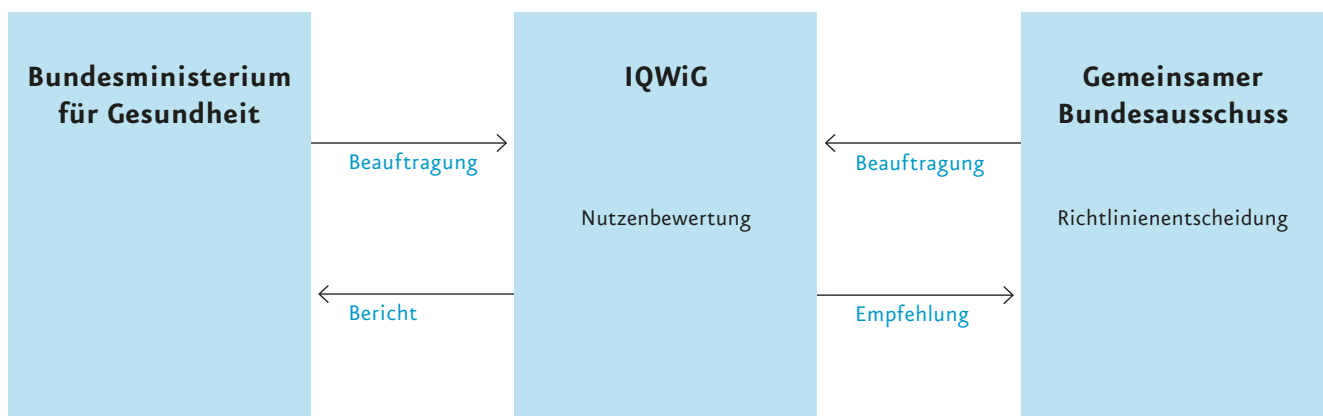 Bundesministerium
für Gesundheit
IQWiG
Gemeinsamer
Bundesausschuss
Beauftragung
Beauftragung
Nutzenbewertung
Richtlinienentscheidung
Bericht
Empfehlung